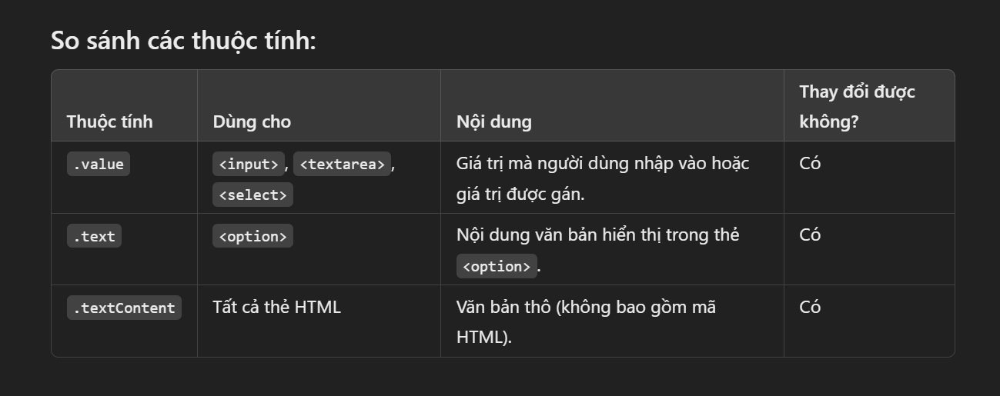 So sánh các thuộc tính:
Thuộc tính Dùng cho Nội dung Thay đổi được không?
.value <input>, <textarea>, <select> Giá trị mà người dùng nhập vào hoặc giá trị được gán. Có
.text <option> Nội dung văn bản hiển thị trong thẻ <option>. Có
.textContent Tất cả thẻ HTML Văn bản thô (không bao gồm mã HTML). Có